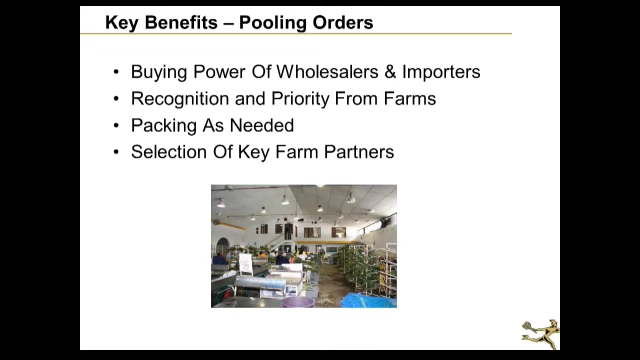 Key Benefits – Pooling Orders
• Buying Power Of Wholesalers & Importers
• Recognition and Priority From Farms
• Packing As Needed
• Selection Of Key Farm Partners